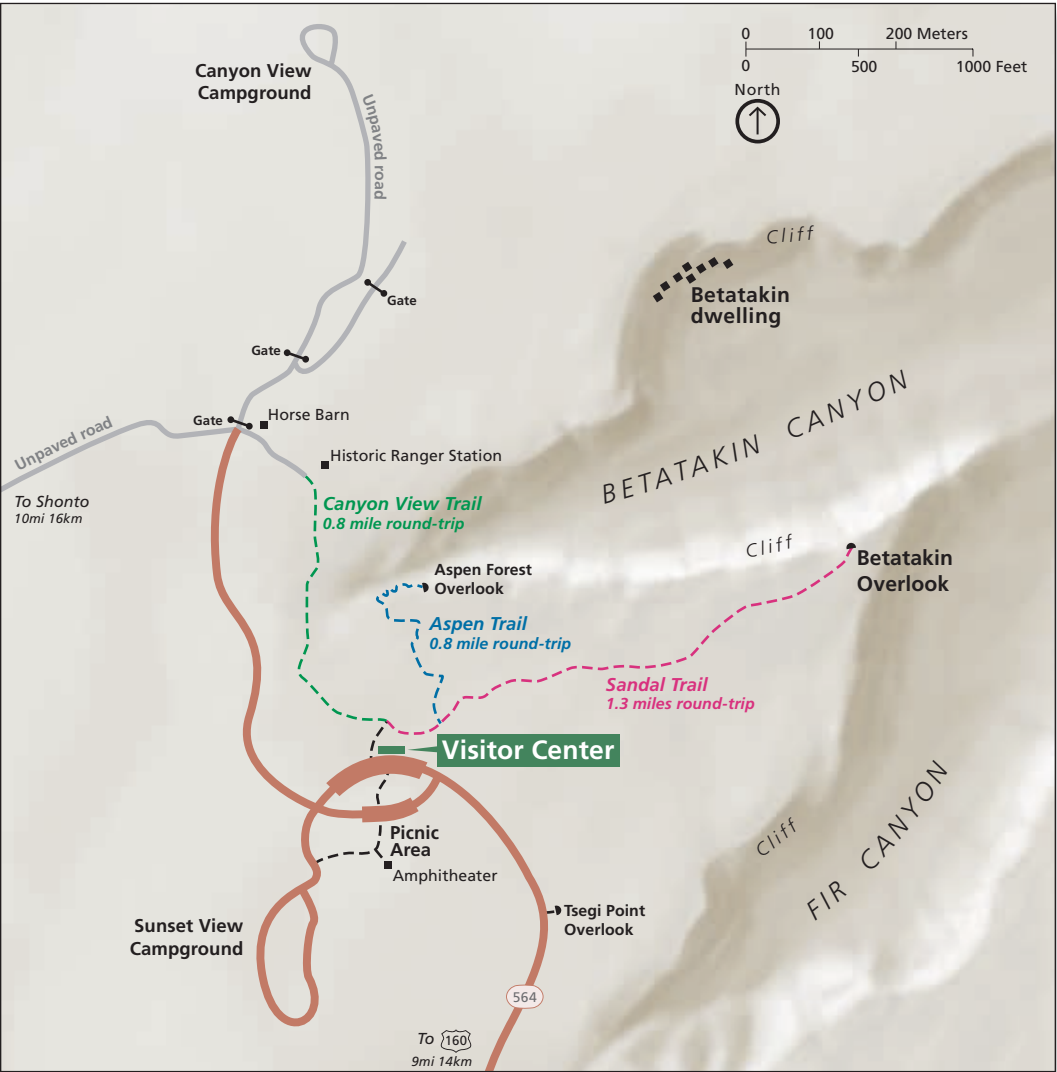 0 100 200 Meters
0 500 1000 Feet
North
Canyon View
Campground
Unpaved road
Cliff
Gate
Betatakin
dwelling
Gate
BETATAKIN CANYON
Gate
Horse Barn
Unpaved road
Historic Ranger Station
To Shonto
10mi 16km
Canyon View Trail
0.8 mile round-trip
Cliff
Betatakin
Overlook
Aspen Forest
Overlook
Aspen Trail
0.8 mile round-trip
Sandal Trail
1.3 miles round-trip
Visitor Center
Picnic
Area
Amphitheater
Cliff
FIR CANYON
Tsegi Point
Overlook
Sunset View
Campground
564
To 160
9mi 14km